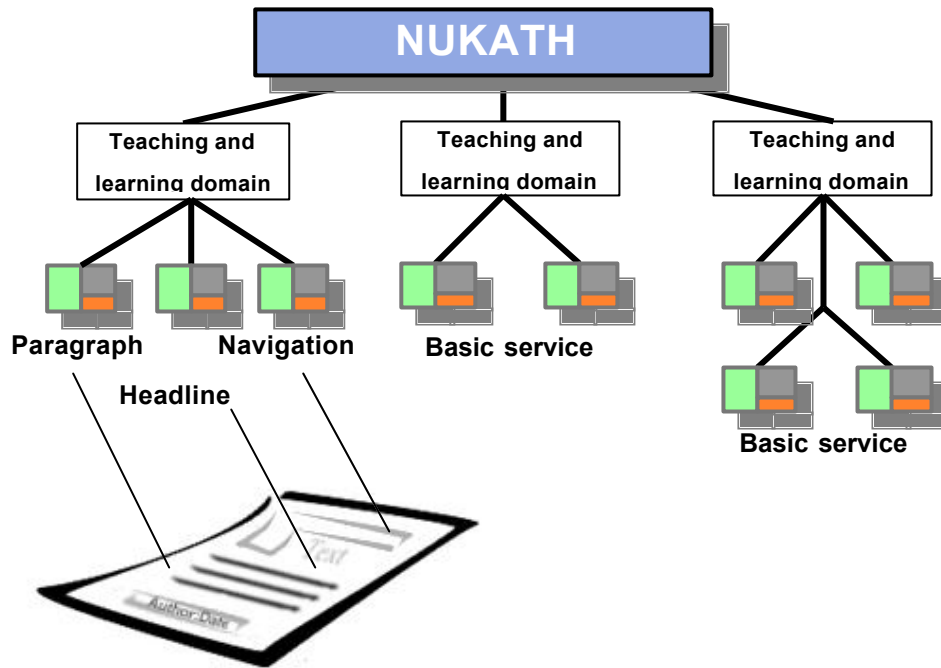 NUKATH
Teaching and
learning domain
Teaching and
learning domain
Teaching and
learning domain
Paragraph
Navigation
Headline
Basic service
Basic service
Text
Author Date